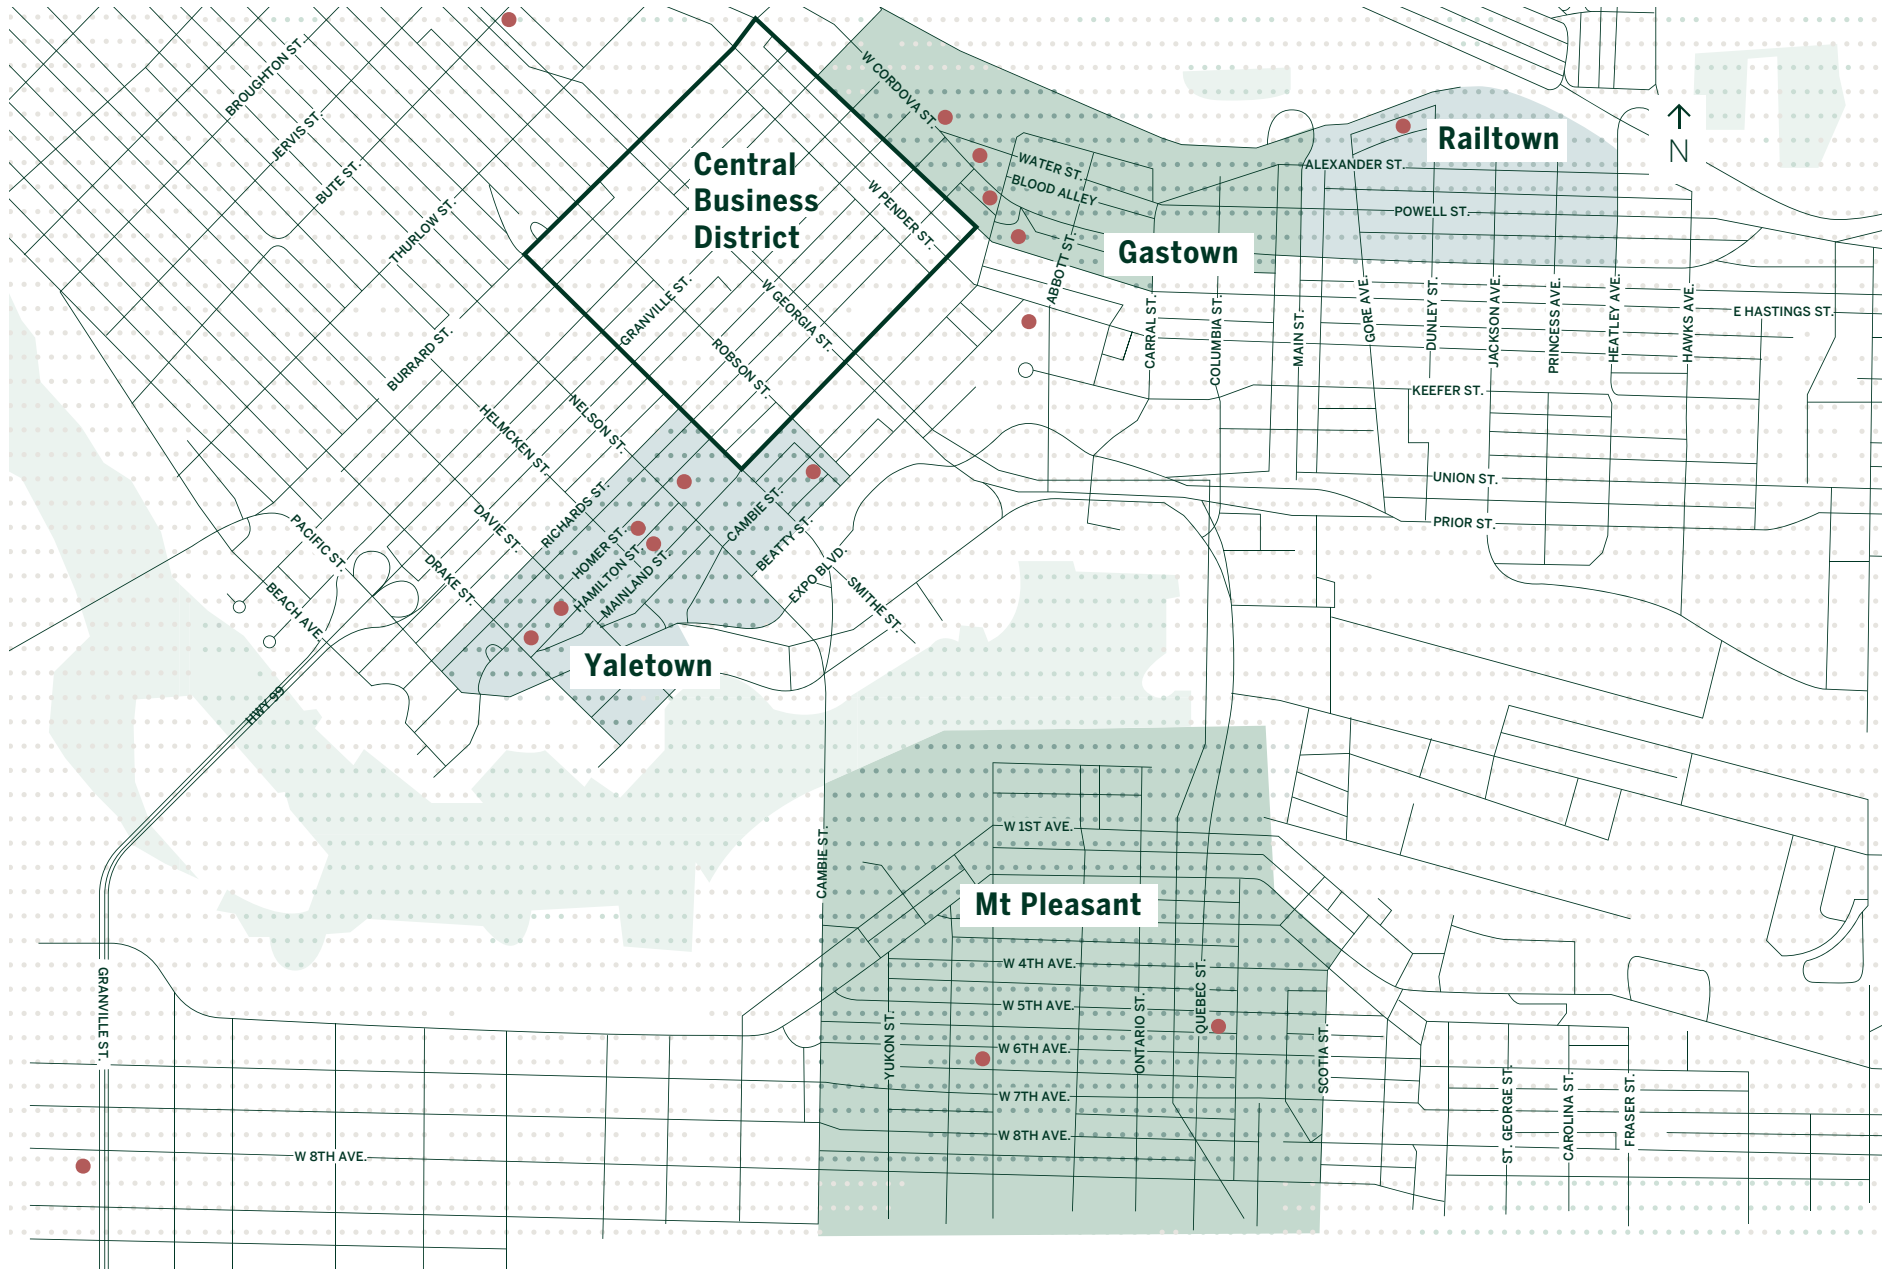 BROUGHTON ST.
JERVIS ST.
BUTE ST.
THURLOW ST.
BURRARD ST.
HELMCKEN ST.
NELSON ST.
Central
Business
District
GRANVILLE ST.
ROBSON ST.
W GEORGIA ST.
W PENDER ST.
W CORDOVA ST.
WATER ST.
BLOOD ALLEY
Gastown
ABBOTT ST.
CARRAL ST.
COLUMBIA ST.
MAIN ST.
Railtown
N
ALEXANDER ST.
POWELL ST.
GORE AVE.
DUNLEY ST.
JACKSON AVE.
PRINCESS AVE.
HEATLEY AVE.
HAWKS AVE.
E HASTINGS ST.
KEEFER ST.
UNION ST.
PRIOR ST.
RICHARDS ST.
HOMER ST.
HAMILTON ST.
MAINLAND ST.
CAMBIE ST.
BEATTY ST.
EXPO BLVD.
SMITHE ST.
DAVIE ST.
DRAKE ST.
PACIFIC ST.
BEACH AVE.
Yaletown
HWY 99
CAMBIE ST.
W 1ST AVE.
Mt Pleasant
W 4TH AVE.
W 5TH AVE.
W 6TH AVE.
W 7TH AVE.
W 8TH AVE.
YUKON ST.
ONTARIO ST.
QUEBEC ST.
SCOTIA ST.
ST. GEORGE ST.
CAROLINA ST.
FRASER ST.
GRANVILLE ST.
W 8TH AVE.